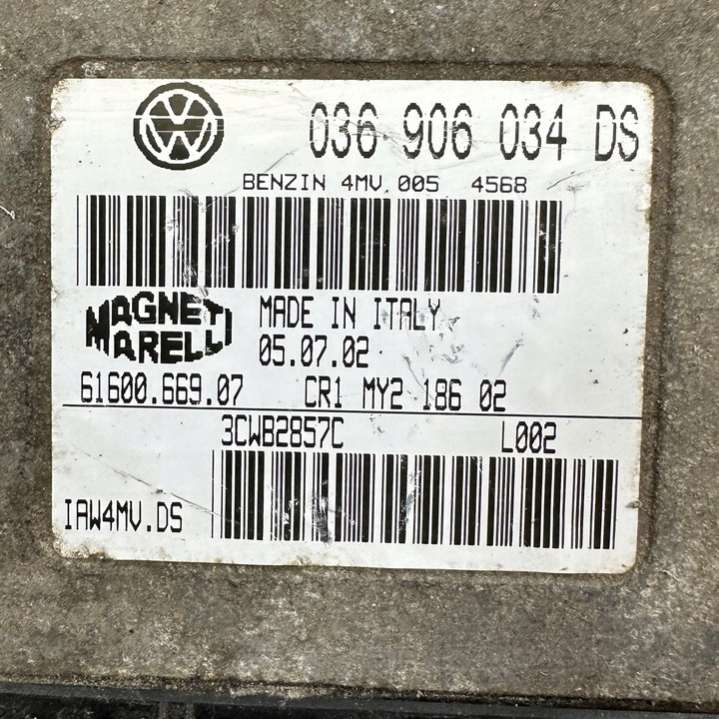 036 906 034 DS
BENZIN 4MV.005 4568
MAGNETI MARELLI
MADE IN ITALY
05.07.02
61600.669.07 CR1 MY2 186 02
3CWB2857C L002
IAW4MV.DS